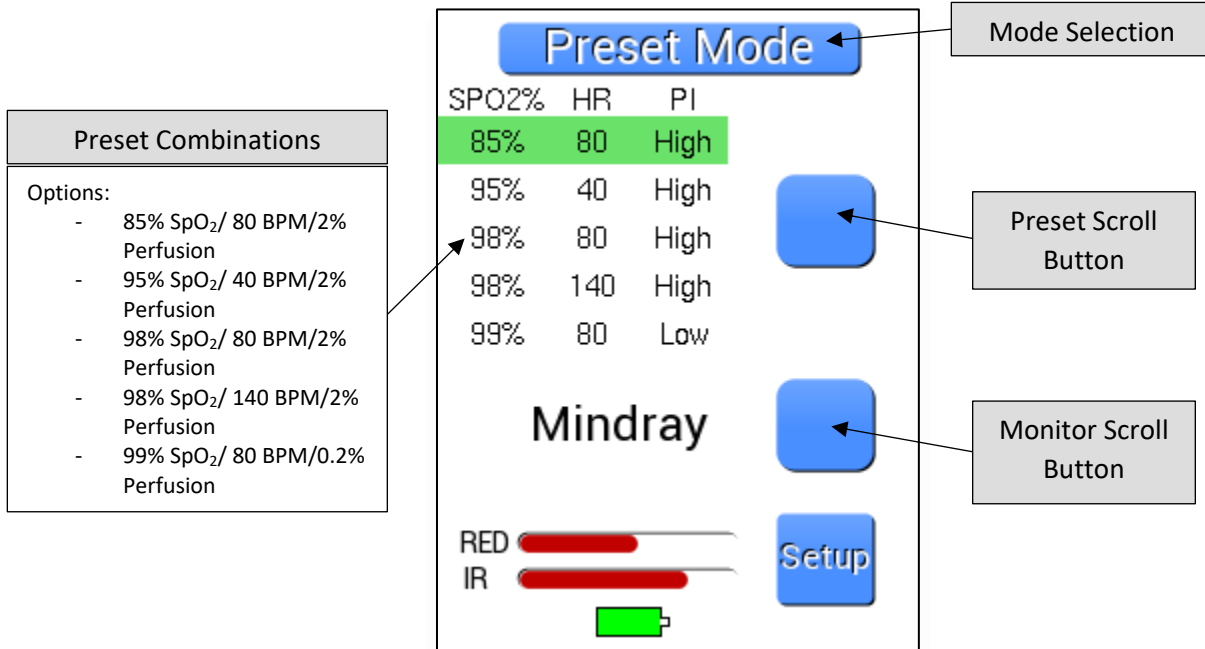 Preset Mode
Mode Selection
SPO2% HR PI
85% 80 High
95% 40 High
98% 80 High
98% 140 High
99% 80 Low
Preset Combinations
Options:
- 85% SpO₂/ 80 BPM/2%
Perfusion
- 95% SpO₂/ 40 BPM/2%
Perfusion
- 98% SpO₂/ 80 BPM/2%
Perfusion
- 98% SpO₂/ 140 BPM/2%
Perfusion
- 99% SpO₂/ 80 BPM/0.2%
Perfusion
Preset Scroll
Button
Mindray
Monitor Scroll
Button
RED
IR
Setup